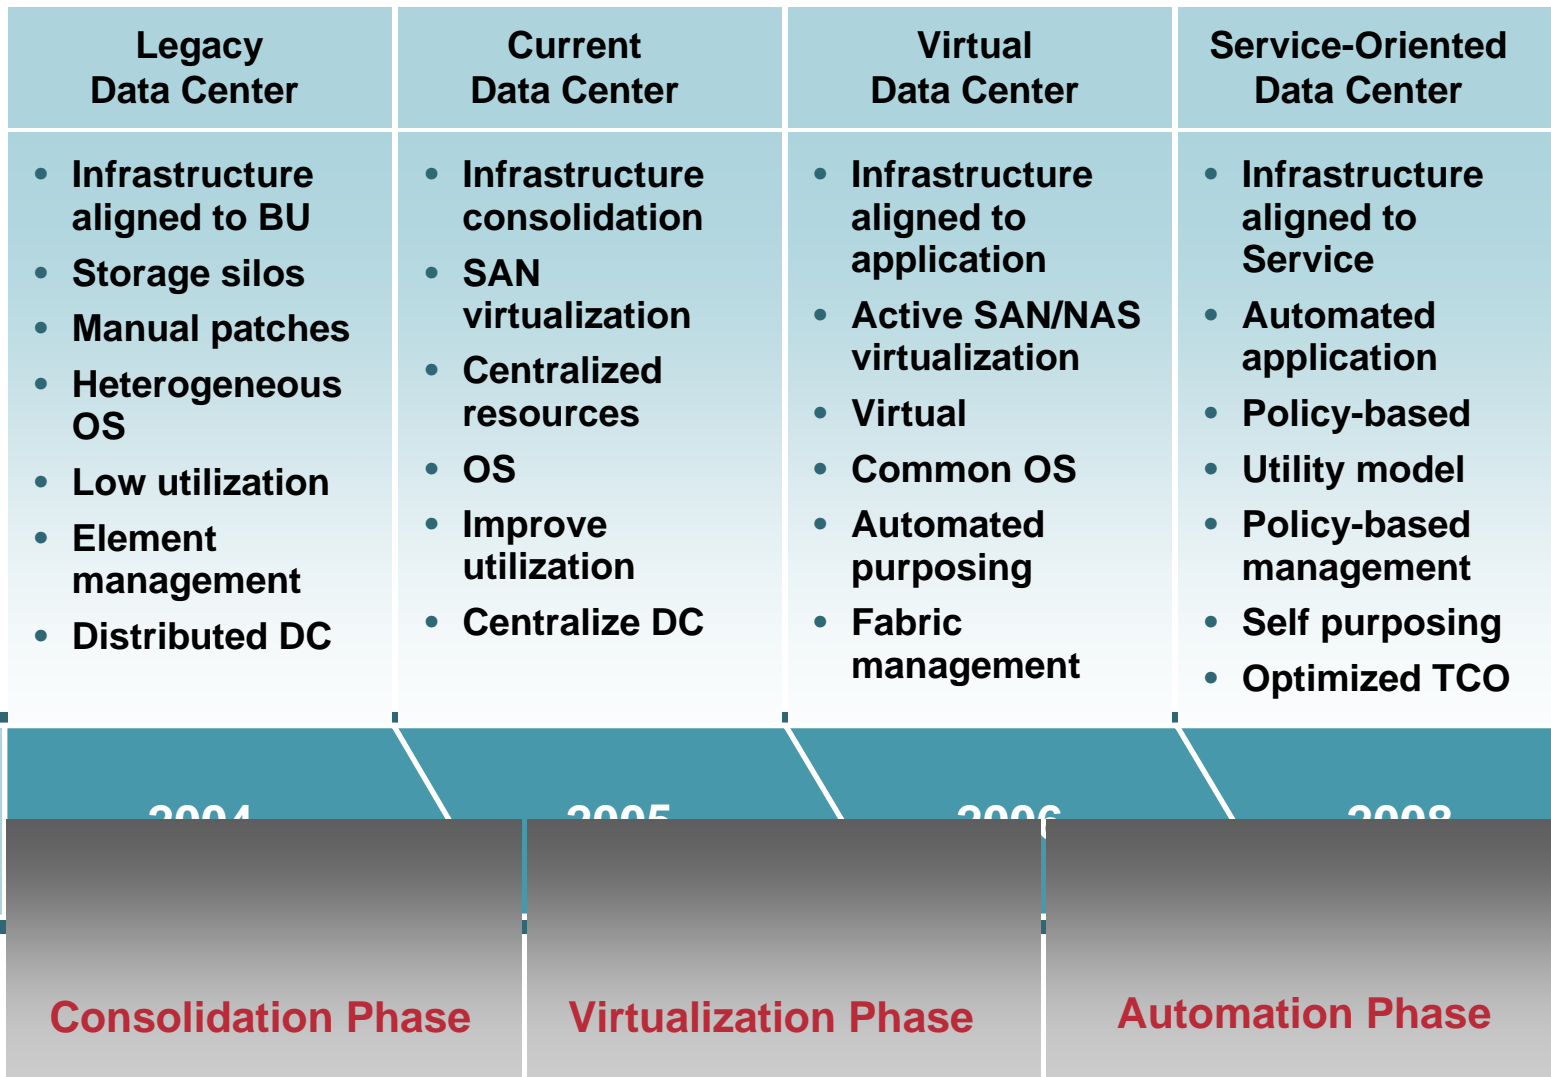 Legacy
Data Center
Current
Data Center
Virtual
Data Center
Service-Oriented
Data Center
• Infrastructure
aligned to BU
• Storage silos
• Manual patches
• Heterogeneous
OS
• Low utilization
• Element
management
• Distributed DC
• Infrastructure
consolidation
• SAN
virtualization
• Centralized
resources
• OS
• Improve
utilization
• Centralize DC
• Infrastructure
aligned to
application
• Active SAN/NAS
virtualization
• Virtual
• Common OS
• Automated
purposing
• Fabric
management
• Infrastructure
aligned to
Service
• Automated
application
• Policy-based
• Utility model
• Policy-based
management
• Self purposing
• Optimized TCO
2004
2005
2006
2008
Consolidation Phase
Virtualization Phase
Automation Phase